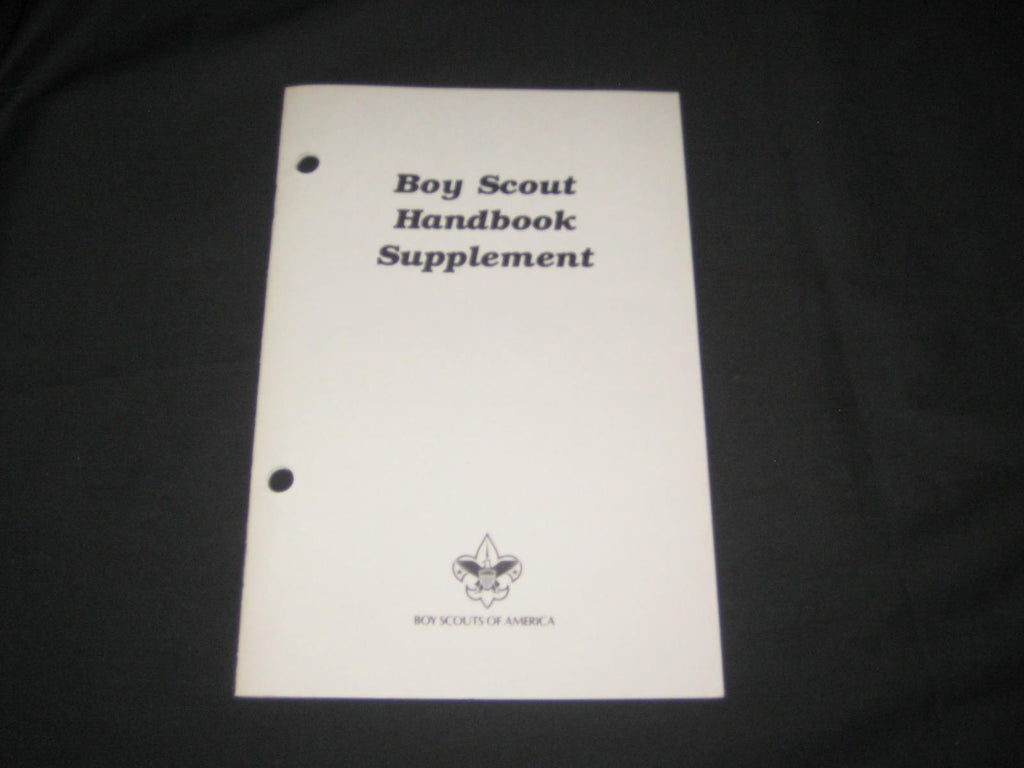 Boy Scout
Handbook
Supplement
BOY SCOUTS OF AMERICA